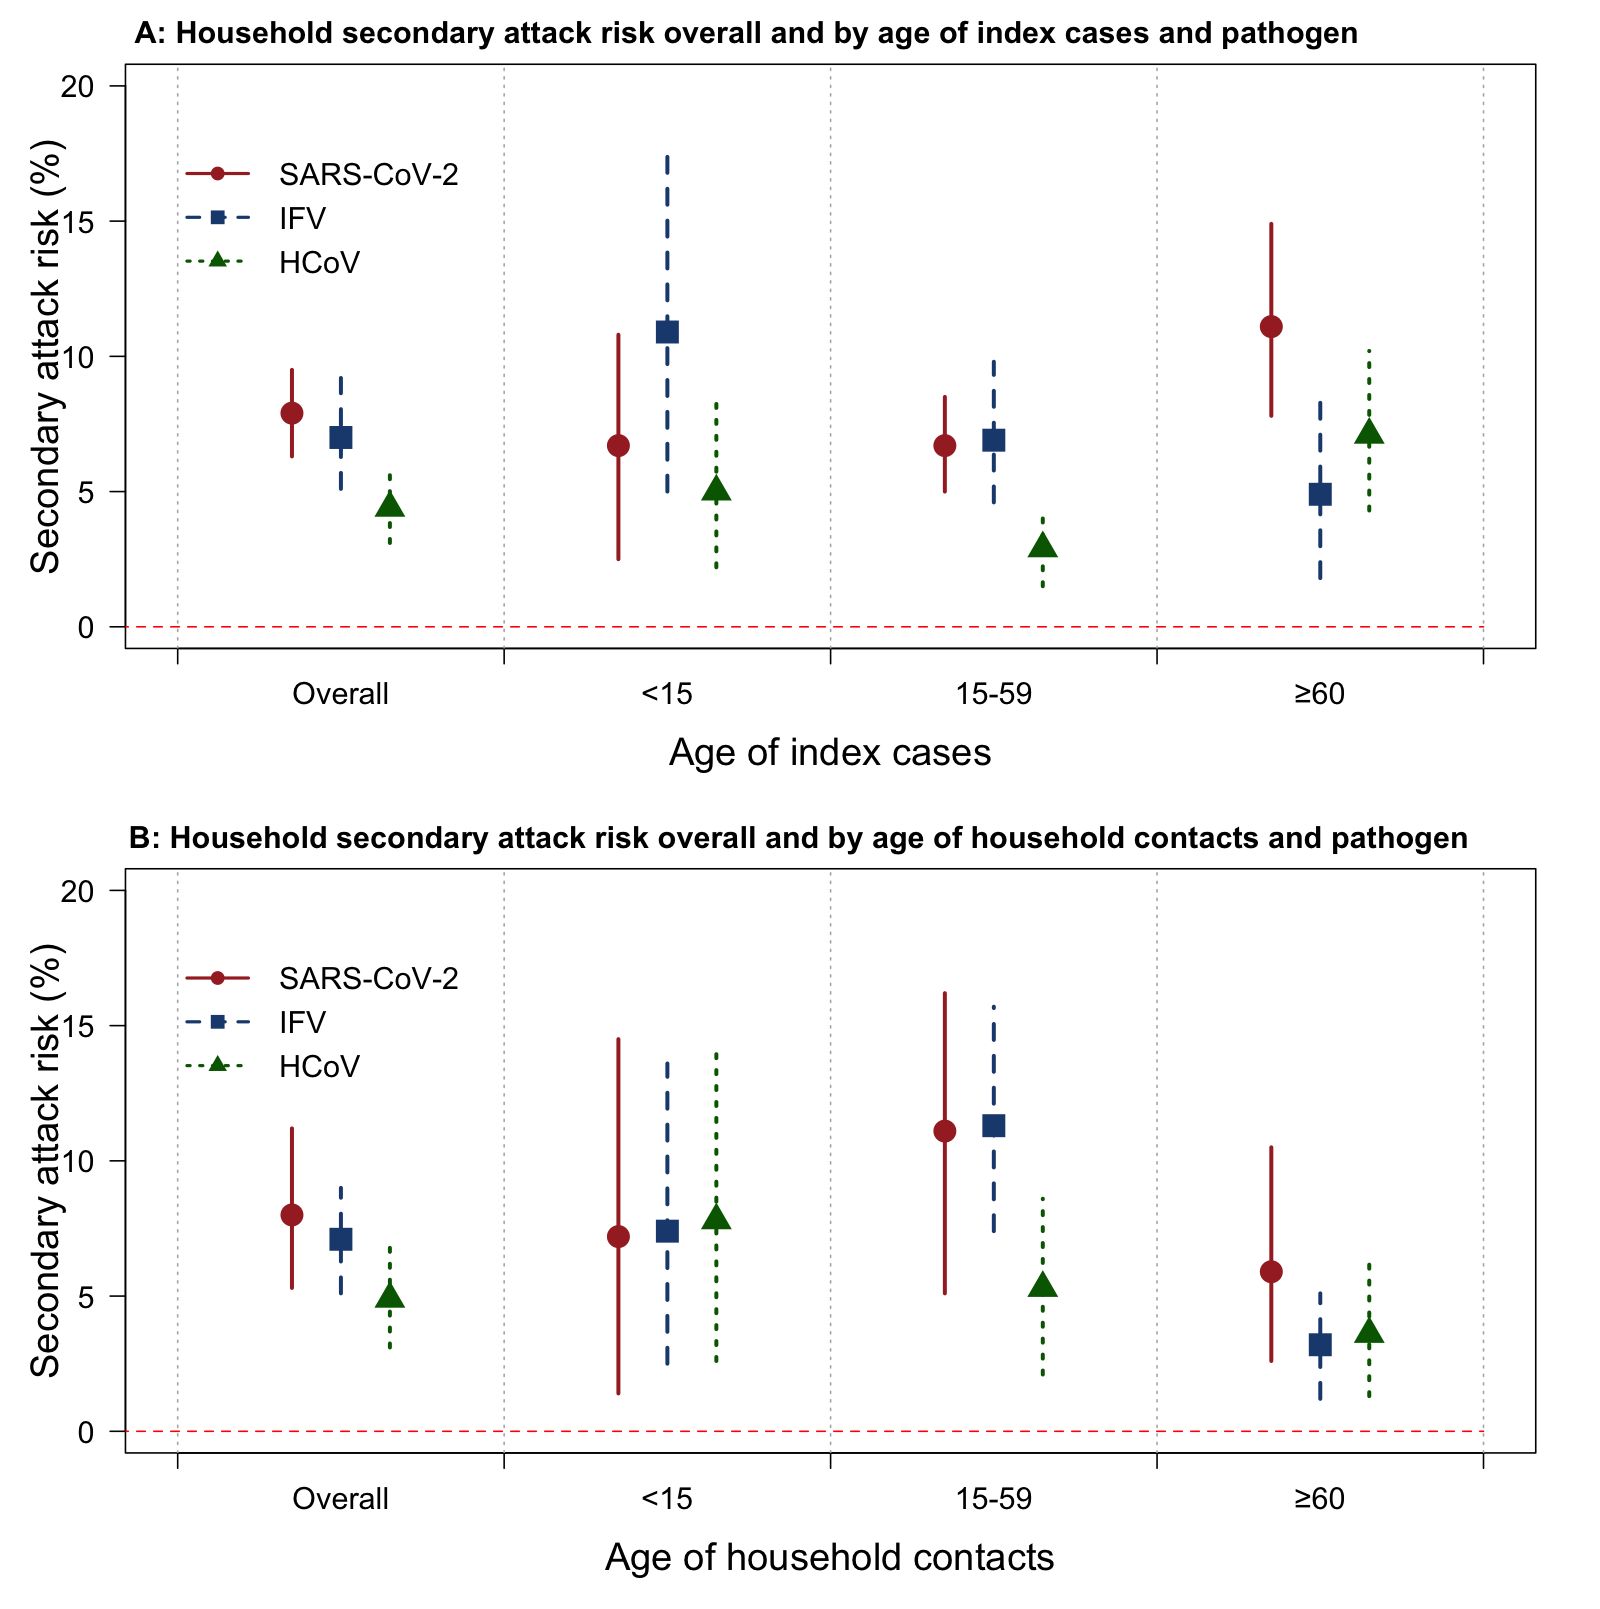 A: Household secondary attack risk overall and by age of index cases and pathogen
Secondary attack risk (%)
20
15
10
5
0
SARS-CoV-2
IFV
HCoV
Overall
<15
15-59
≥60
Age of index cases
B: Household secondary attack risk overall and by age of household contacts and pathogen
Secondary attack risk (%)
20
15
10
5
0
SARS-CoV-2
IFV
HCoV
Overall
<15
15-59
≥60
Age of household contacts